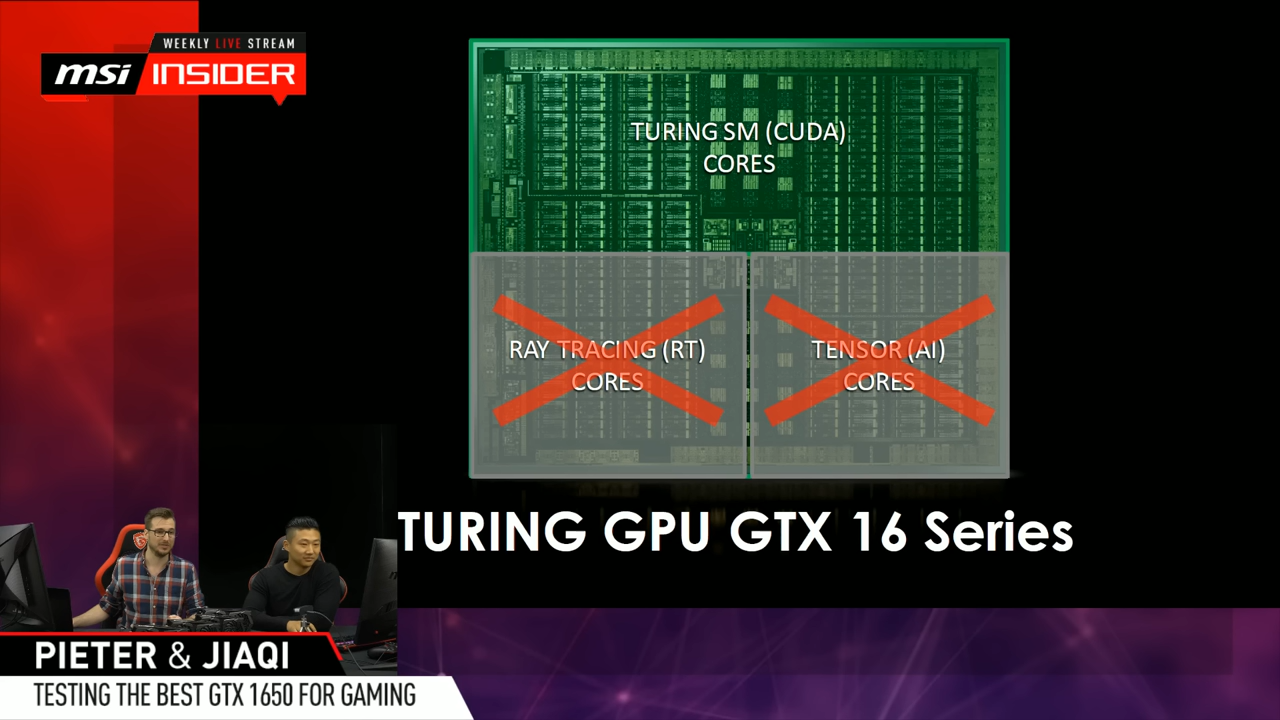 WEEKLY LIVE STREAM
msi INSIDER
TURING SM (CUDA)
CORES
RAY TRACING (RT)
CORES
TENSOR (AI)
CORES
TURING GPU GTX 16 Series
PIETER & JIAQI
TESTING THE BEST GTX 1650 FOR GAMING